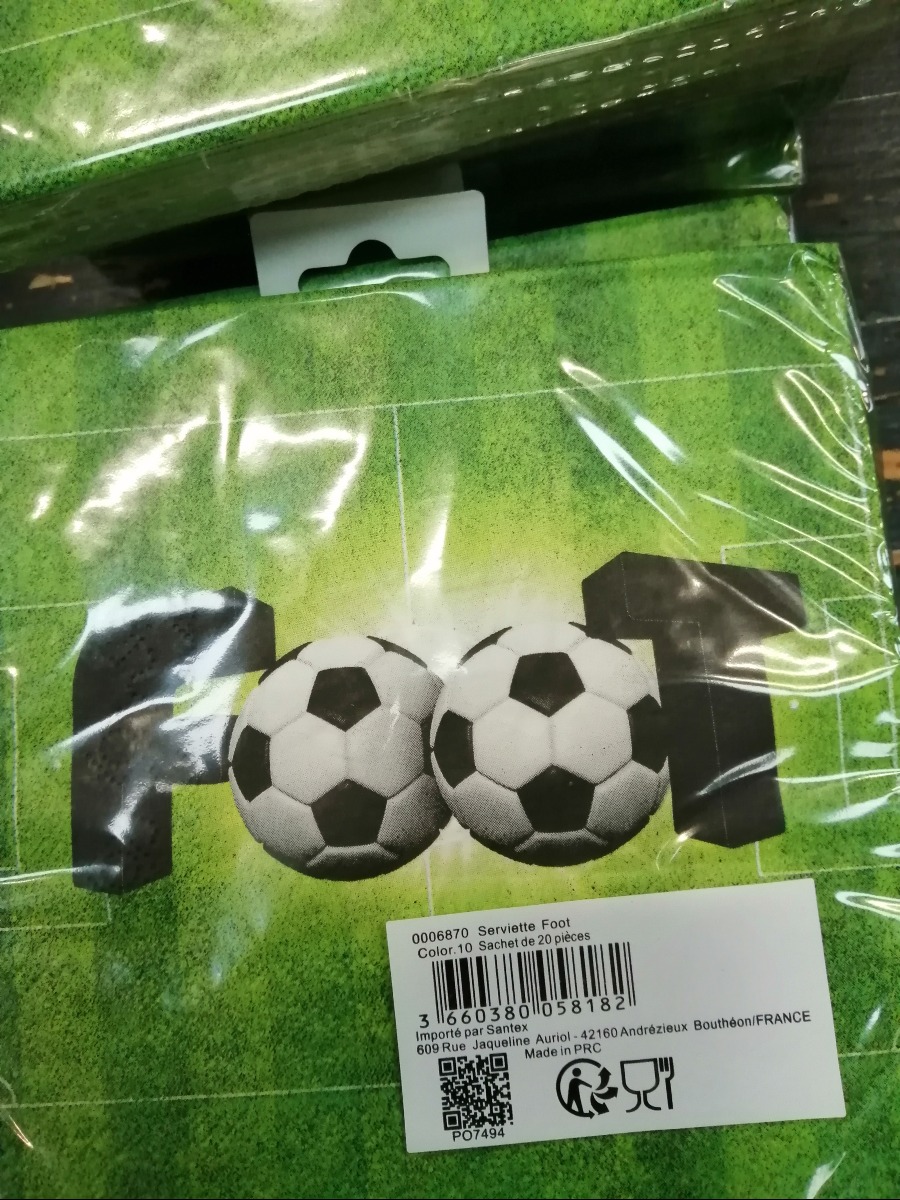 FOOT
0006870 Serviette Foot
Color.10 Sachet de 20 pièces
3 660380 058182
Importé par Santex
609 Rue Jaqueline Auriol - 42160 Andrézieux Bouthéon/FRANCE
Made in PRC
PO7494